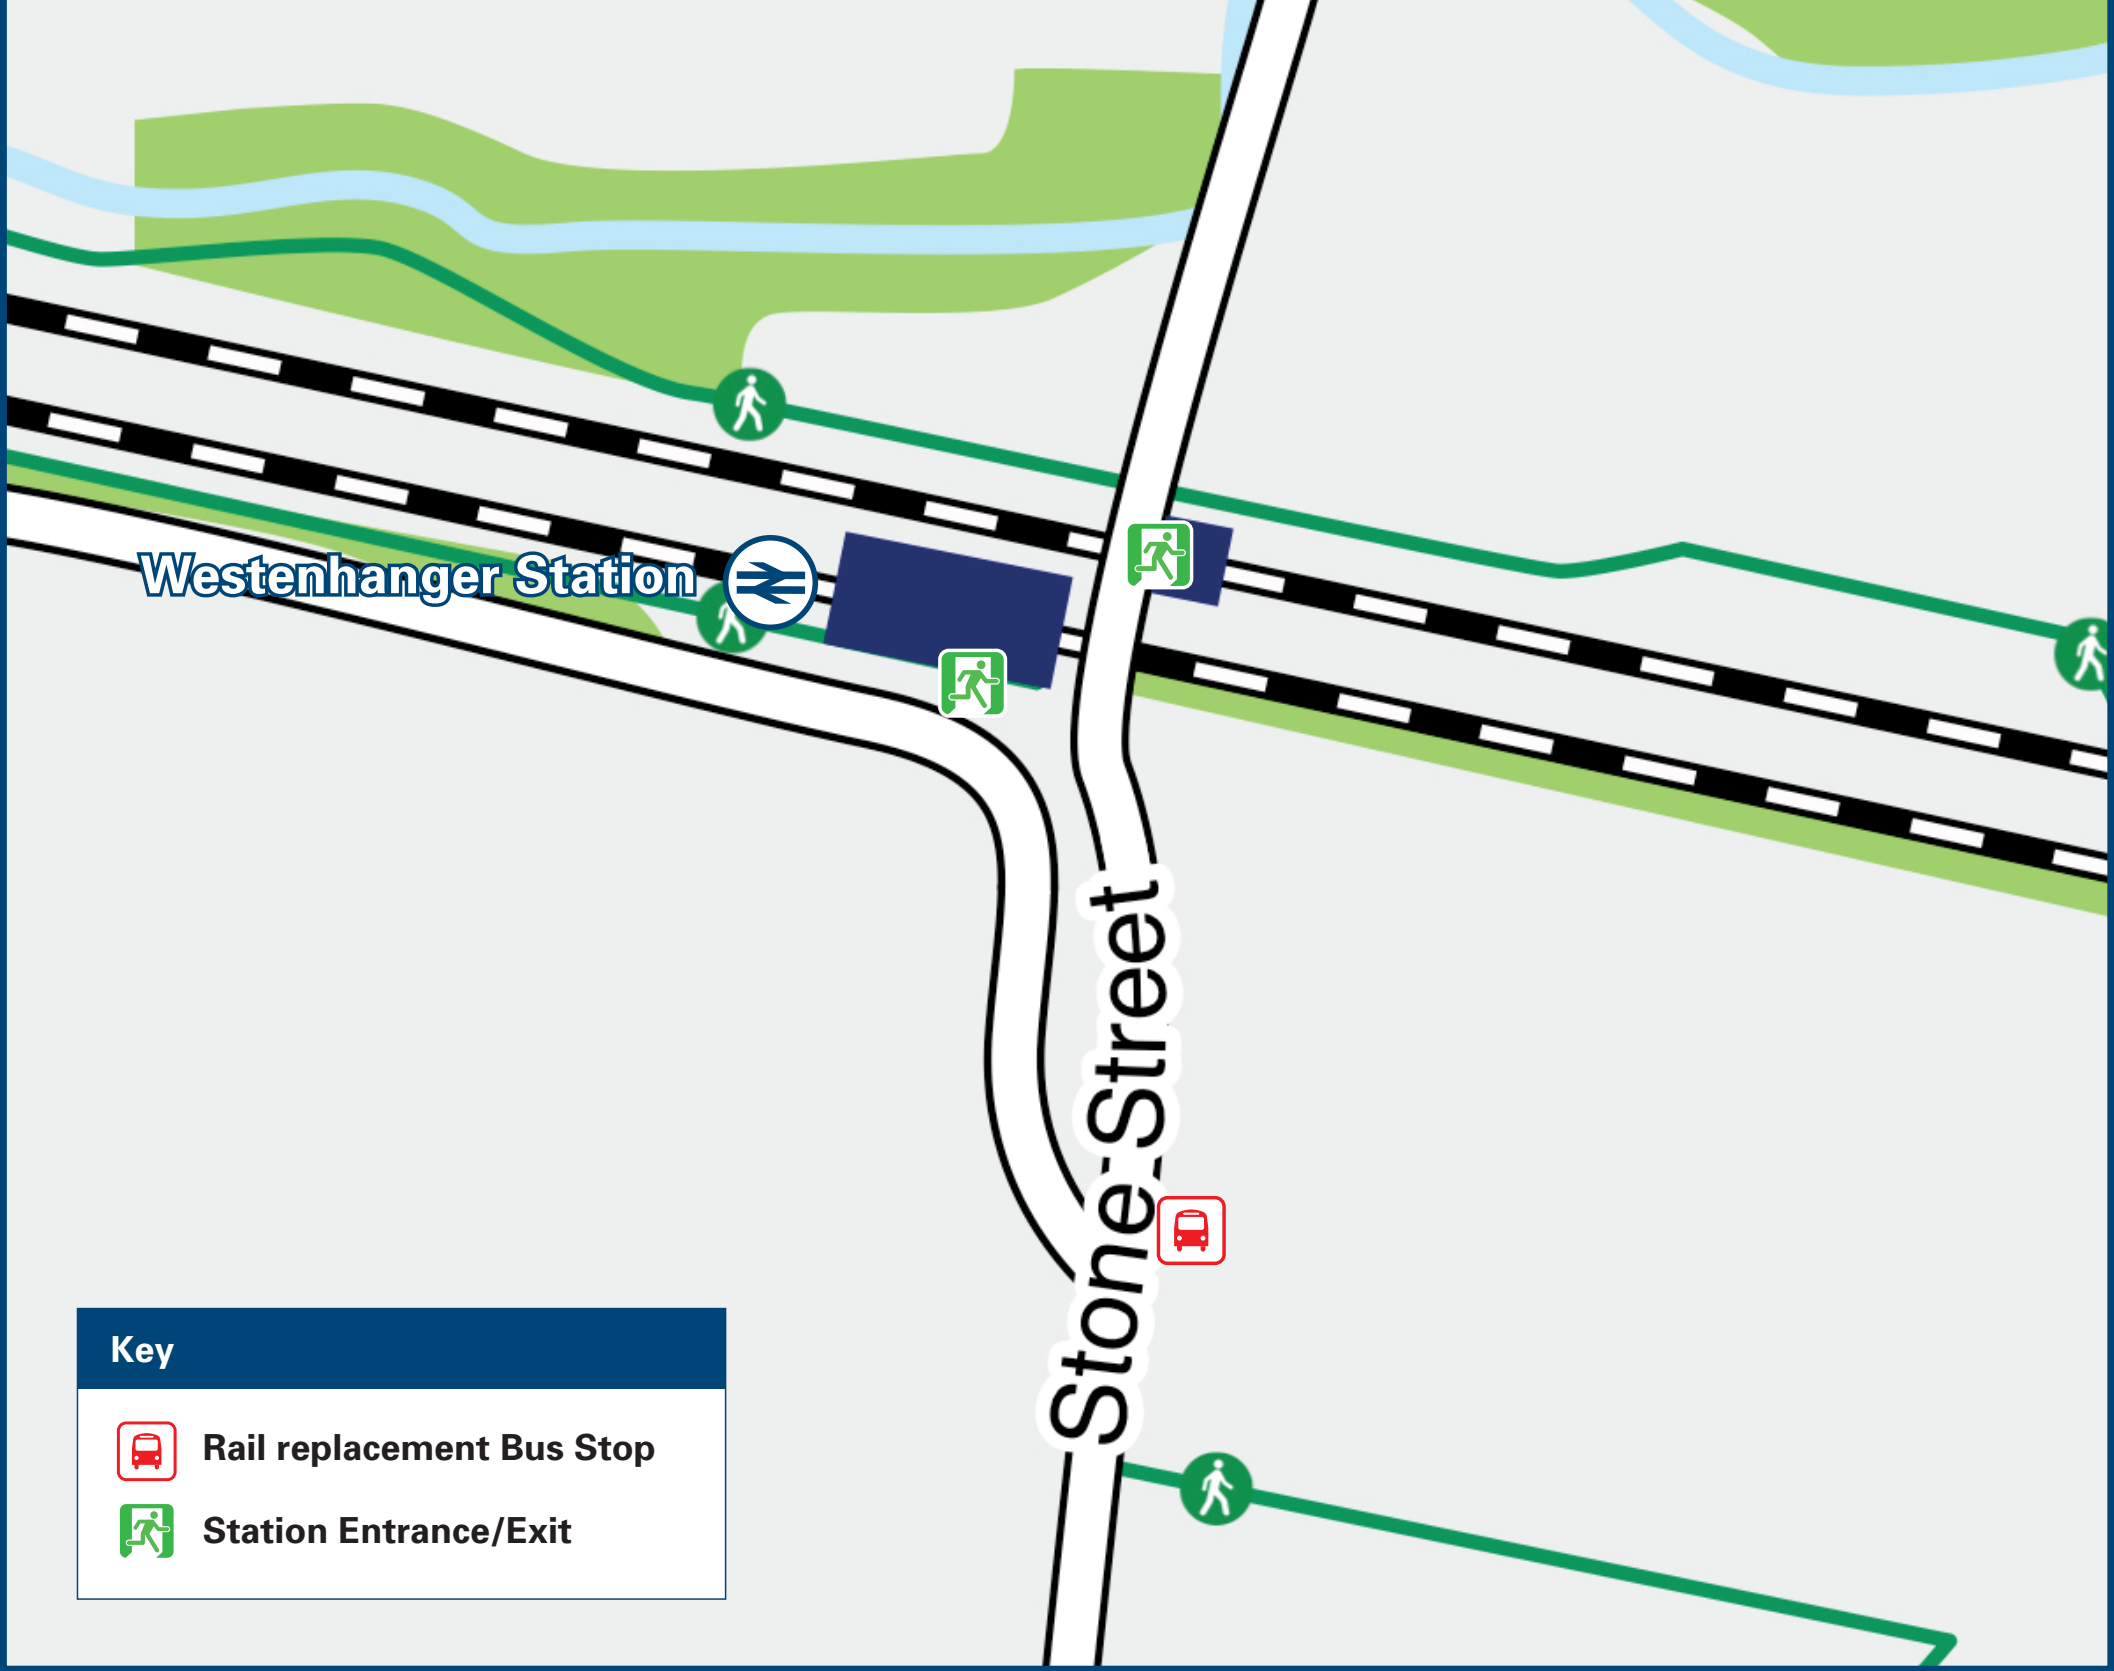 Westenhanger Station
Stone Street
Key
Rail replacement Bus Stop
Station Entrance/Exit